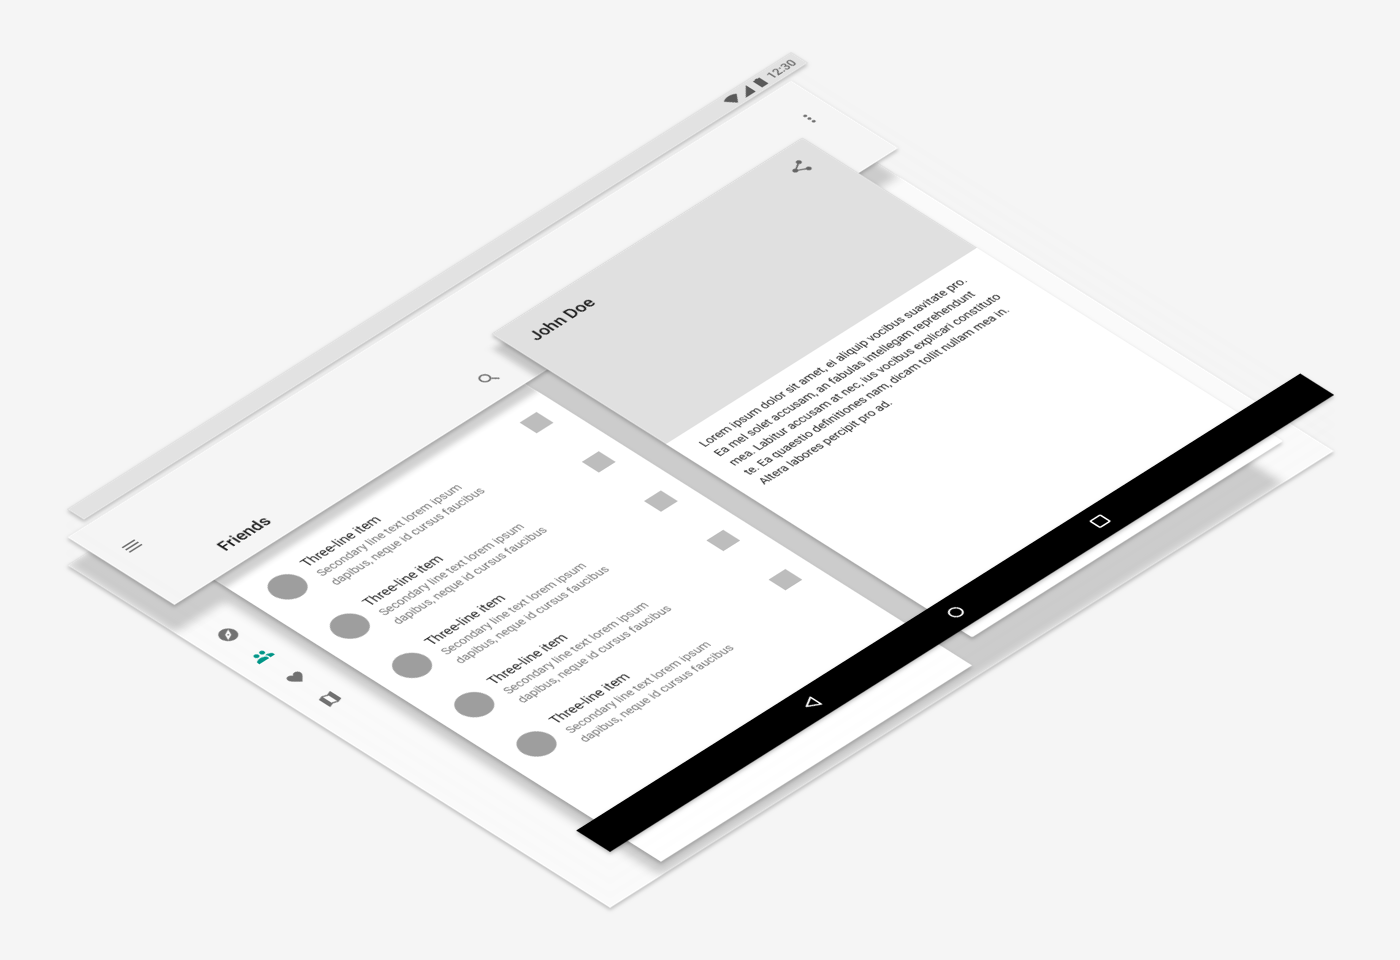 12:30
Friends
John Doe
Lorem ipsum dolor sit amet, ei aliquip vocibus suavitate pro.
Ea mei solet accusam, an fabulas intellegam reprehendunt
mea. Labitur accusam at nec, ius vocibus explicari constituto
te. Ea quaestio definitiones nam, dicam tollit nullam mea in.
Altera labores percipit pro ad.
Three-line item
Secondary line text lorem ipsum
dapibus, neque id cursus faucibus
Three-line item
Secondary line text lorem ipsum
dapibus, neque id cursus faucibus
Three-line item
Secondary line text lorem ipsum
dapibus, neque id cursus faucibus
Three-line item
Secondary line text lorem ipsum
dapibus, neque id cursus faucibus
Three-line item
Secondary line text lorem ipsum
dapibus, neque id cursus faucibus